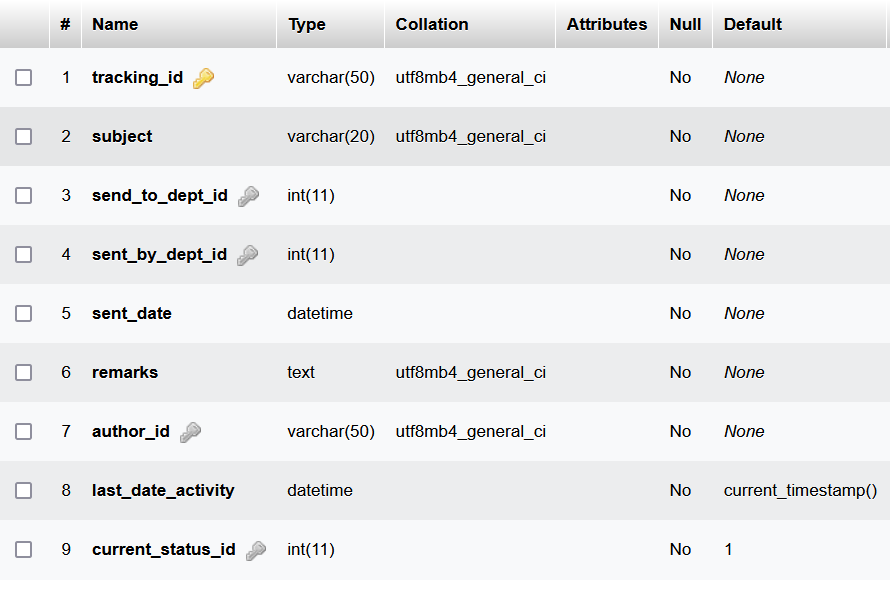 # Name Type Collation Attributes Null Default
1 tracking_id varchar(50) utf8mb4_general_ci No None
2 subject varchar(20) utf8mb4_general_ci No None
3 send_to_dept_id int(11) No None
4 sent_by_dept_id int(11) No None
5 sent_date datetime No None
6 remarks text utf8mb4_general_ci No None
7 author_id varchar(50) utf8mb4_general_ci No None
8 last_date_activity datetime No current_timestamp()
9 current_status_id int(11) No 1